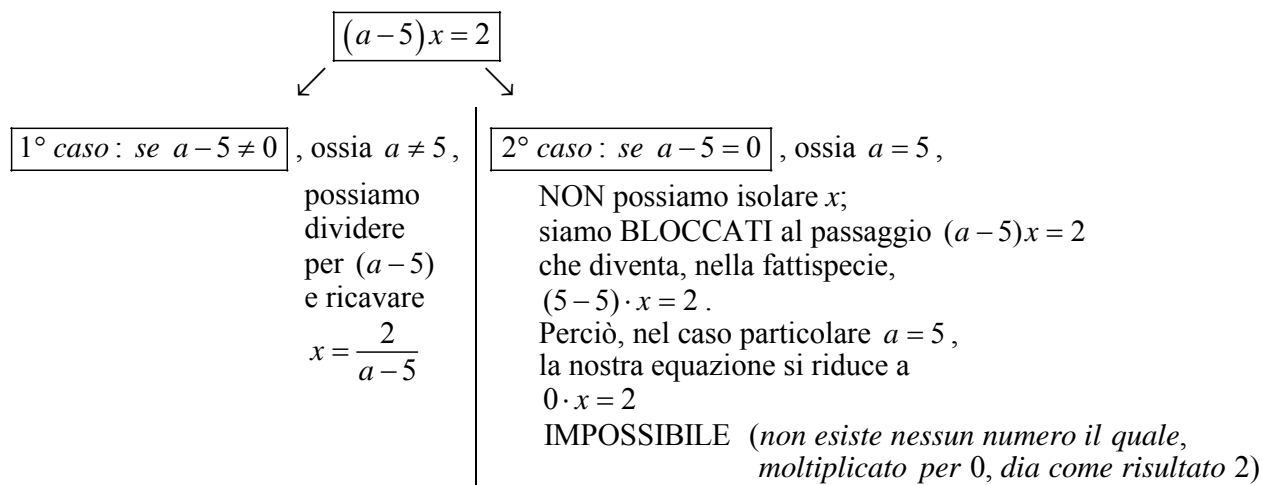 (a−5)x = 2
↙ ↘
1° caso: se a−5 ≠ 0, ossia a ≠ 5,
possiamo
dividere
per (a−5)
e ricavare
x = 2/(a−5)
2° caso: se a−5 = 0, ossia a = 5,
NON possiamo isolare x;
siamo BLOCCATI al passaggio (a−5)x = 2
che diventa, nella fattispecie,
(5−5)·x = 2.
Perciò, nel caso particolare a = 5,
la nostra equazione si riduce a
0·x = 2
IMPOSSIBILE (non esiste nessun numero il quale,
moltiplicato per 0, dia come risultato 2)